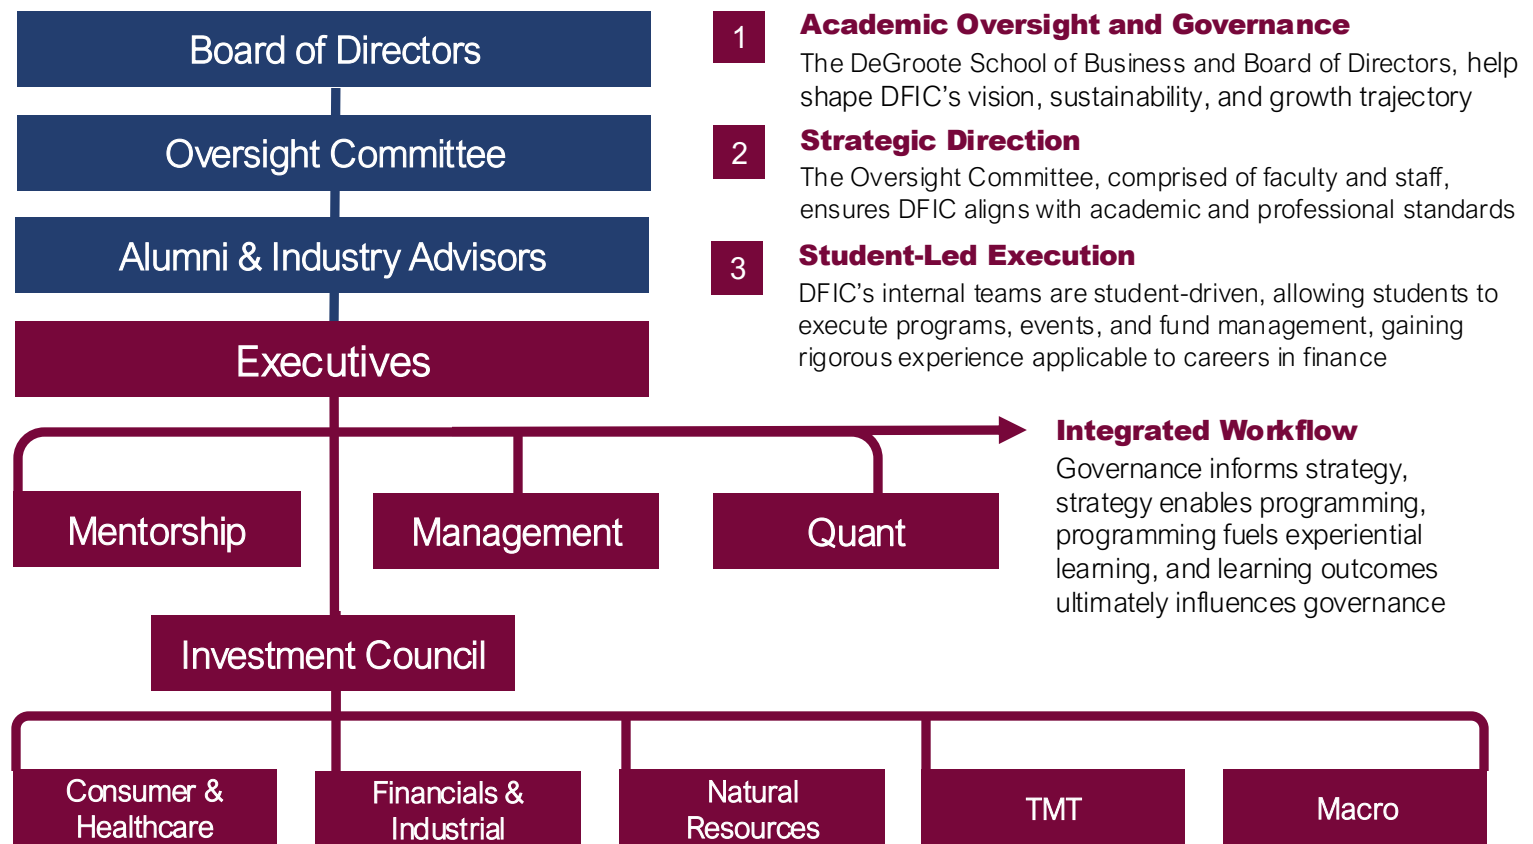 Board of Directors
Oversight Committee
Alumni & Industry Advisors
Executives
1
Academic Oversight and Governance
The DeGroote School of Business and Board of Directors, help
shape DFIC’s vision, sustainability, and growth trajectory
2
Strategic Direction
The Oversight Committee, comprised of faculty and staff,
ensures DFIC aligns with academic and professional standards
3
Student-Led Execution
DFIC’s internal teams are student-driven, allowing students to
execute programs, events, and fund management, gaining
rigorous experience applicable to careers in finance
Integrated Workflow
Governance informs strategy,
strategy enables programming,
programming fuels experiential
learning, and learning outcomes
ultimately influences governance
Mentorship
Management
Quant
Investment Council
Consumer &
Healthcare
Financials &
Industrial
Natural
Resources
TMT
Macro